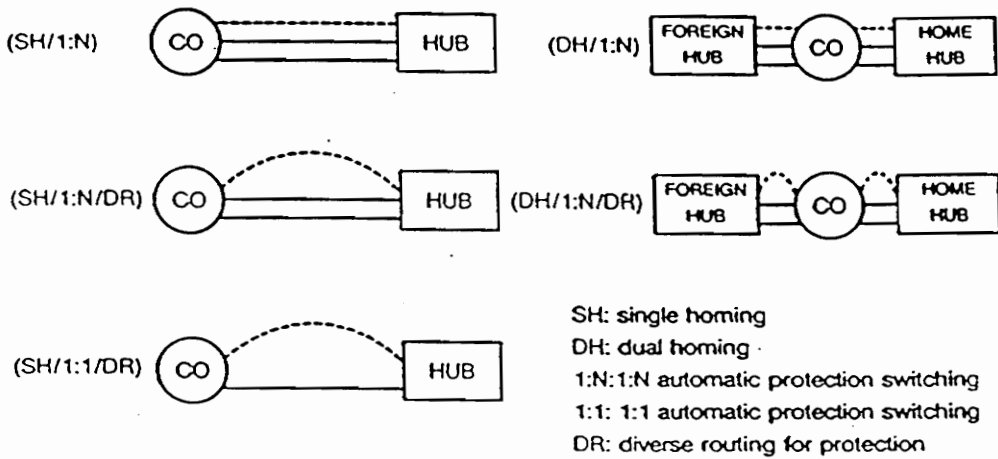 (SH/1:N)
CO
HUB
(DH/1:N)
FOREIGN
HUB
CO
HOME
HUB
(SH/1:N/DR)
CO
HUB
(DH/1:N/DR)
FOREIGN
HUB
CO
HOME
HUB
(SH/1:1/DR)
CO
HUB
SH: single homing
DH: dual homing
1:N:1:N automatic protection switching
1:1: 1:1 automatic protection switching
DR: diverse routing for protection